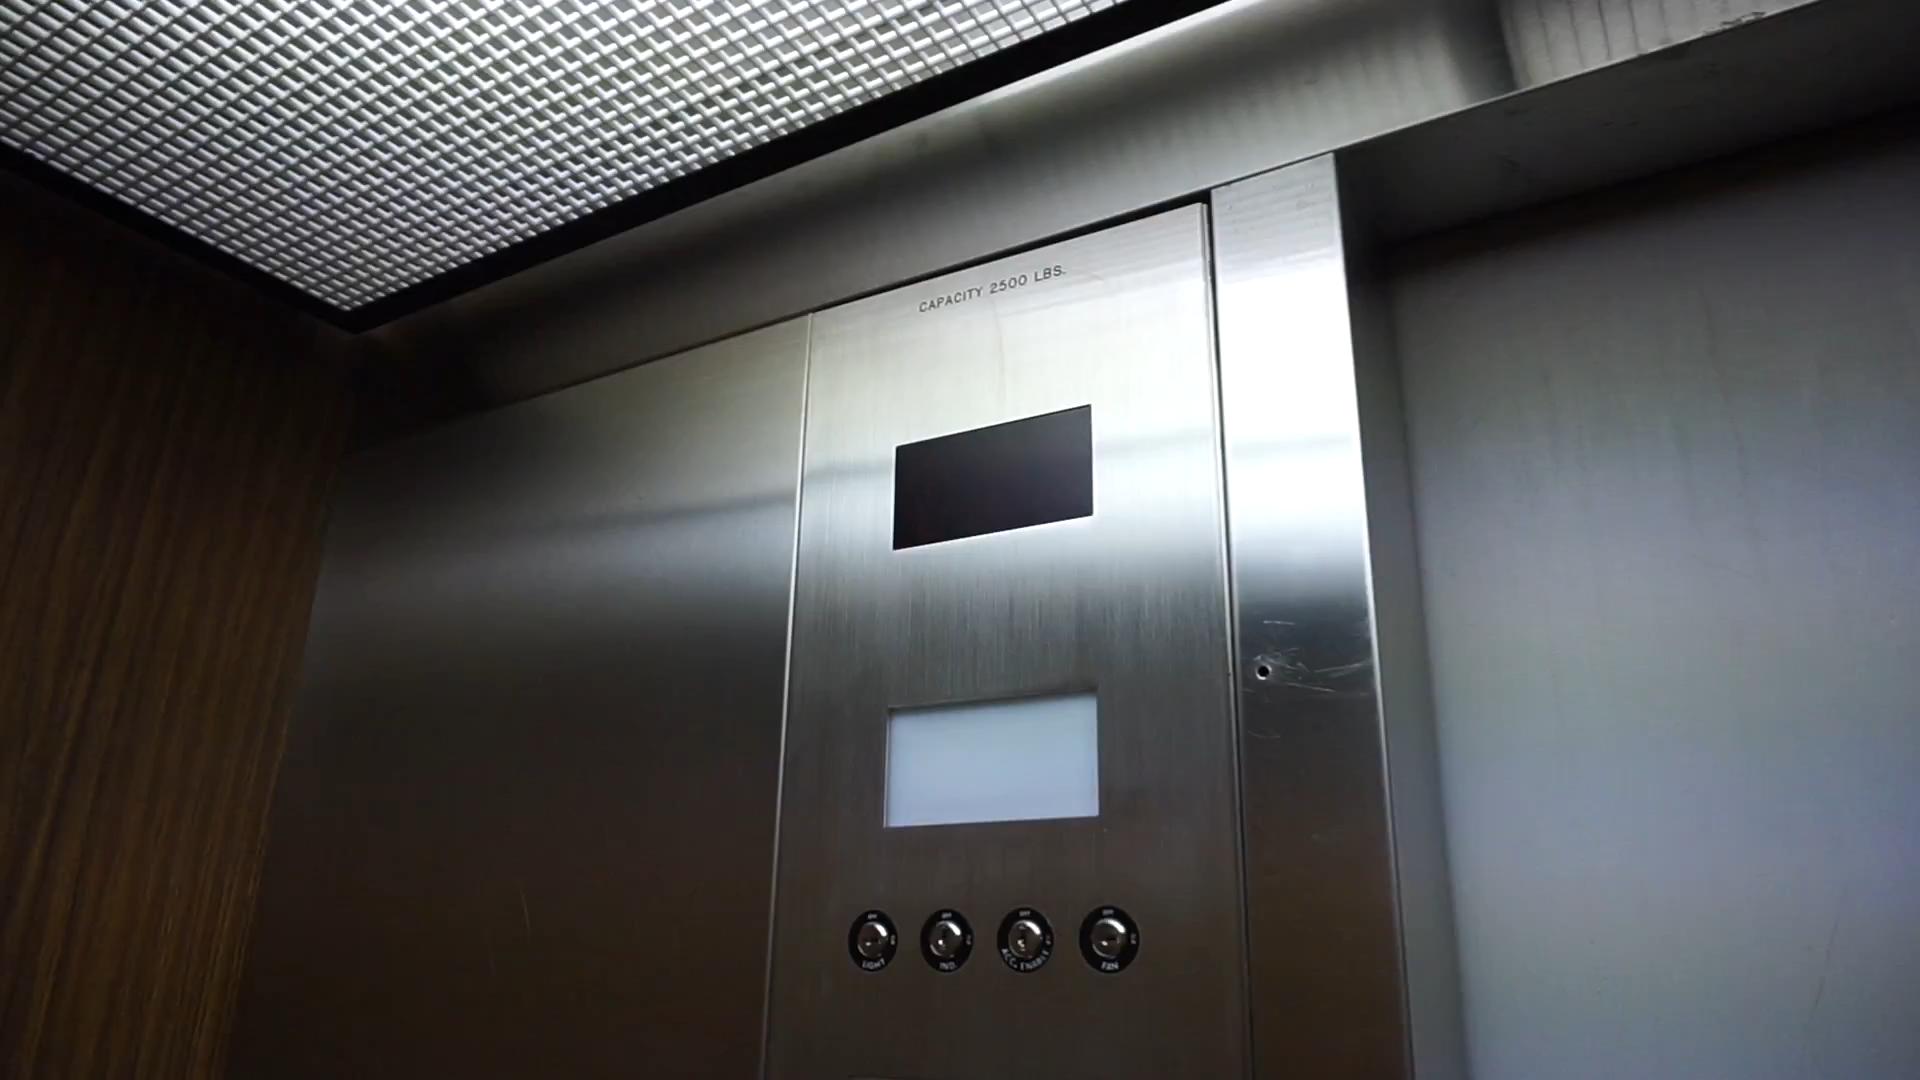 CAPACITY 2500 LBS.
LIGHT
IND.
ACC. ENABLE
FAN